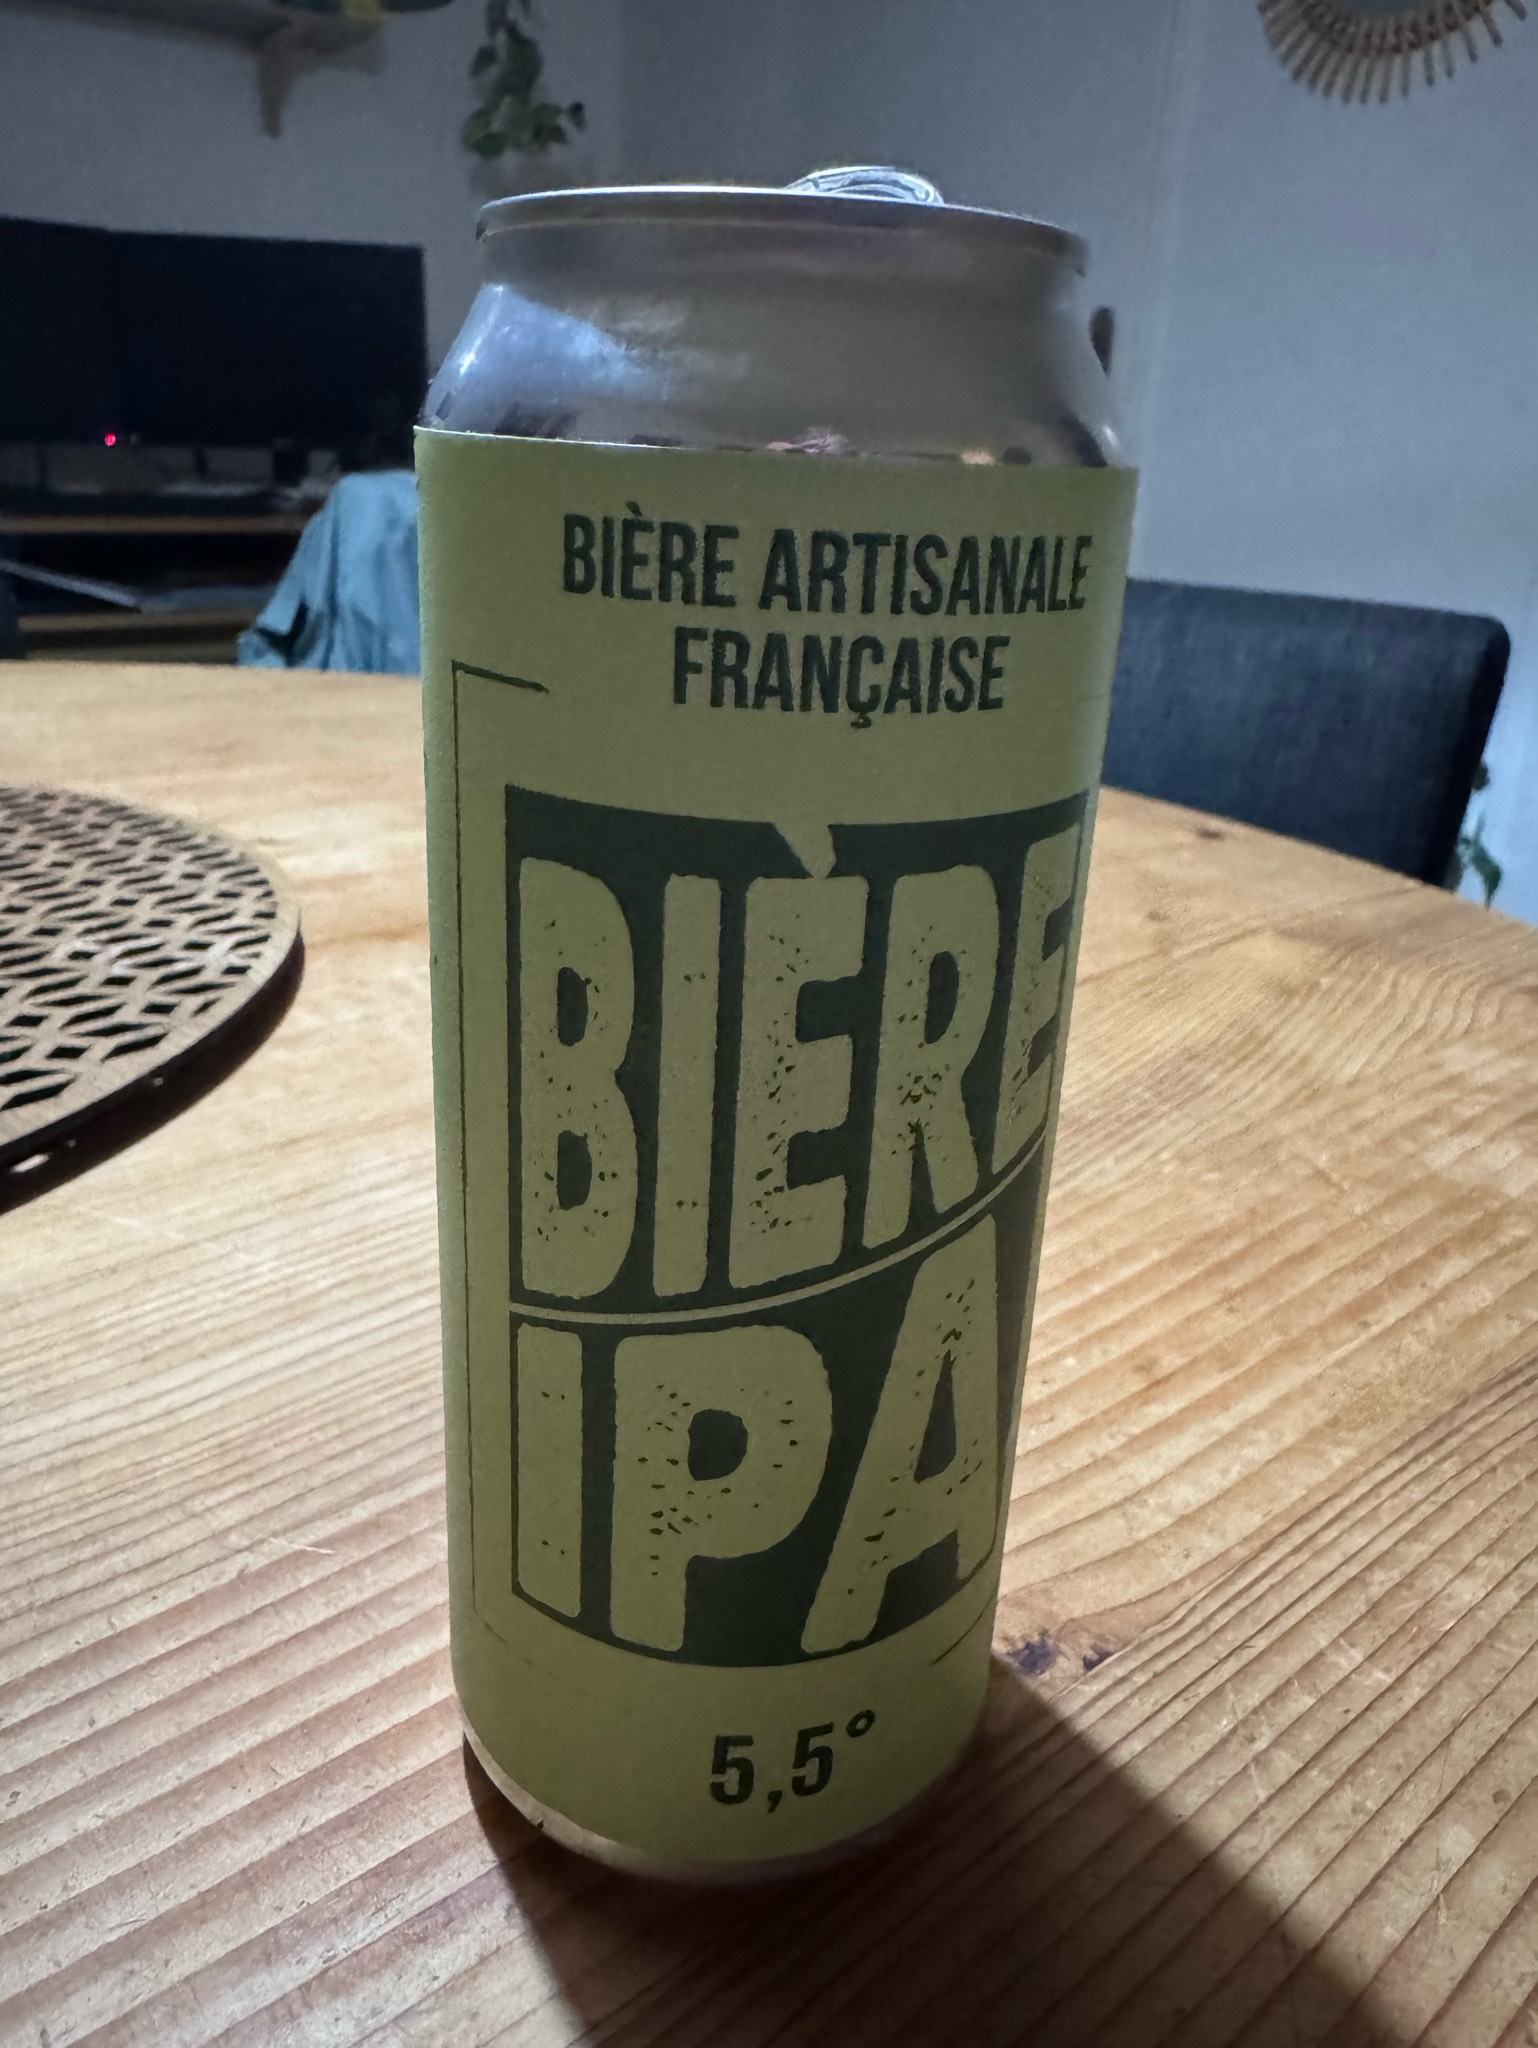 BIÈRE ARTISANALE
FRANÇAISE
BIÈRE
IPA
5,5°